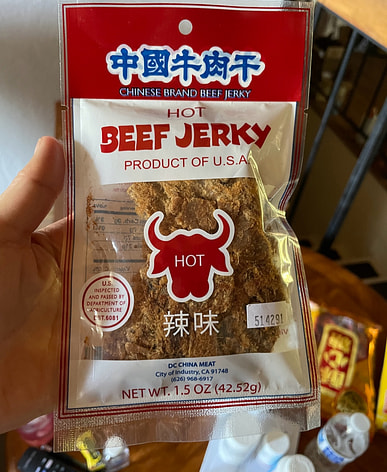 中國牛肉干
CHINESE BRAND BEEF JERKY
HOT
BEEF JERKY
PRODUCT OF U.S.A.
HOT
辣味
U.S.
INSPECTED
AND PASSED BY
DEPARTMENT OF
AGRICULTURE
EST.6081
514291
DC CHINA MEAT
City of Industry, CA 91748
(626) 968-6917
NET WT. 1.5 OZ (42.52g)